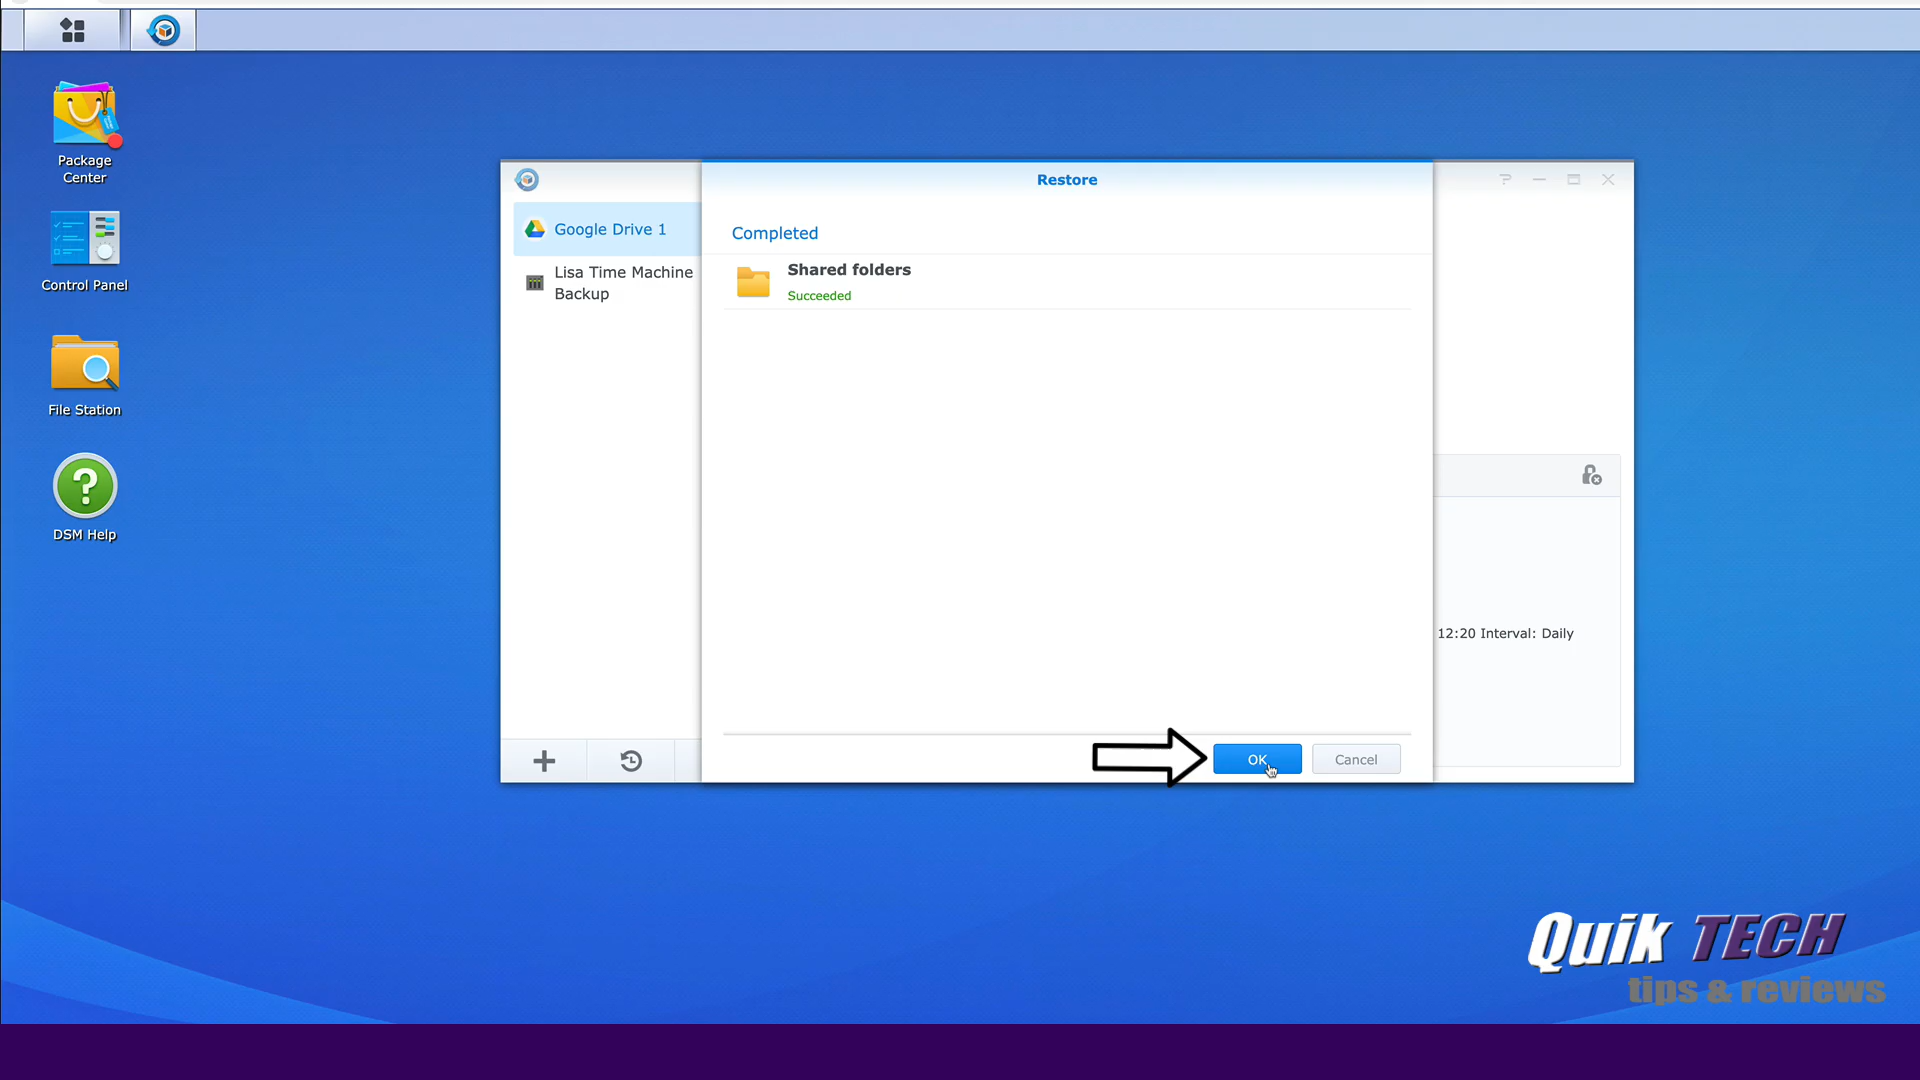 Package
Center
Control Panel
File Station
DSM Help
Google Drive 1
Lisa Time Machine
Backup
Restore
Completed
Shared folders
Succeeded
12:20 Interval: Daily
OK
Cancel
Quik TECH
tips & reviews